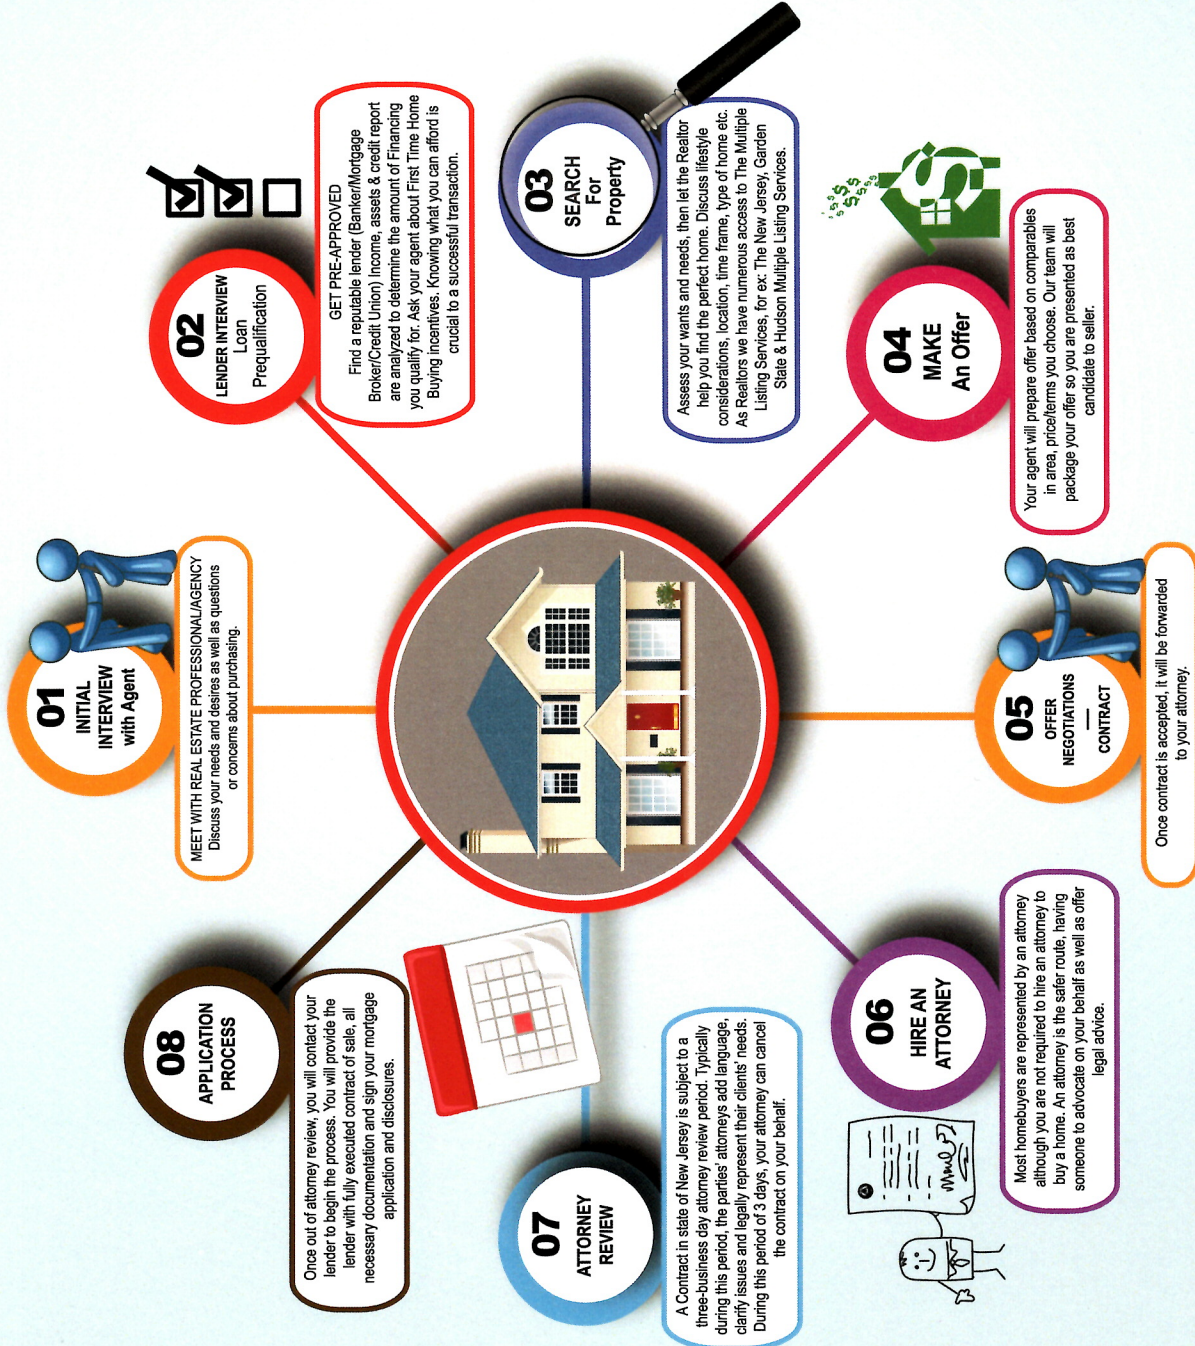 01
INITIAL
INTERVIEW
with Agent
MEET WITH REAL ESTATE PROFESSIONAL/AGENCY
Discuss your needs and desires as well as questions
or concerns about purchasing.
02
LENDER INTERVIEW
Loan
Prequalification
GET PRE-APPROVED
Find a reputable lender (Banker/Mortgage
Broker/Credit Union) Income, assets & credit report
are analyzed to determine the amount of Financing
you qualify for. Ask your agent about First Time Home
Buying incentives. Knowing what you can afford is
crucial to a successful transaction.
03
SEARCH
For
Property
Assess your wants and needs, then let the Realtor
help you find the perfect home. Discuss lifestyle
considerations, location, time frame, type of home etc.
As Realtors we have numerous access to The Multiple
Listing Services, for ex: The New Jersey, Garden
State & Hudson Multiple Listing Services.
04
MAKE
An Offer
Your agent will prepare offer based on comparables
in area, price/terms you choose. Our team will
package your offer so you are presented as best
candidate to seller.
05
OFFER
NEGOTIATIONS
—
CONTRACT
Once contract is accepted, it will be forwarded
to your attorney.
06
HIRE AN
ATTORNEY
Most homebuyers are represented by an attorney
although you are not required to hire an attorney to
buy a home. An attorney is the safer route, having
someone to advocate on your behalf as well as offer
legal advice.
07
ATTORNEY
REVIEW
A Contract in state of New Jersey is subject to a
three-business day attorney review period. Typically
during this period, the parties' attorneys add language,
clarify issues and legally represent their clients' needs.
During this period of 3 days, your attorney can cancel
the contract on your behalf.
08
APPLICATION
PROCESS
Once out of attorney review, you will contact your
lender to begin the process. You will provide the
lender with fully executed contract of sale, all
necessary documentation and sign your mortgage
application and disclosures.